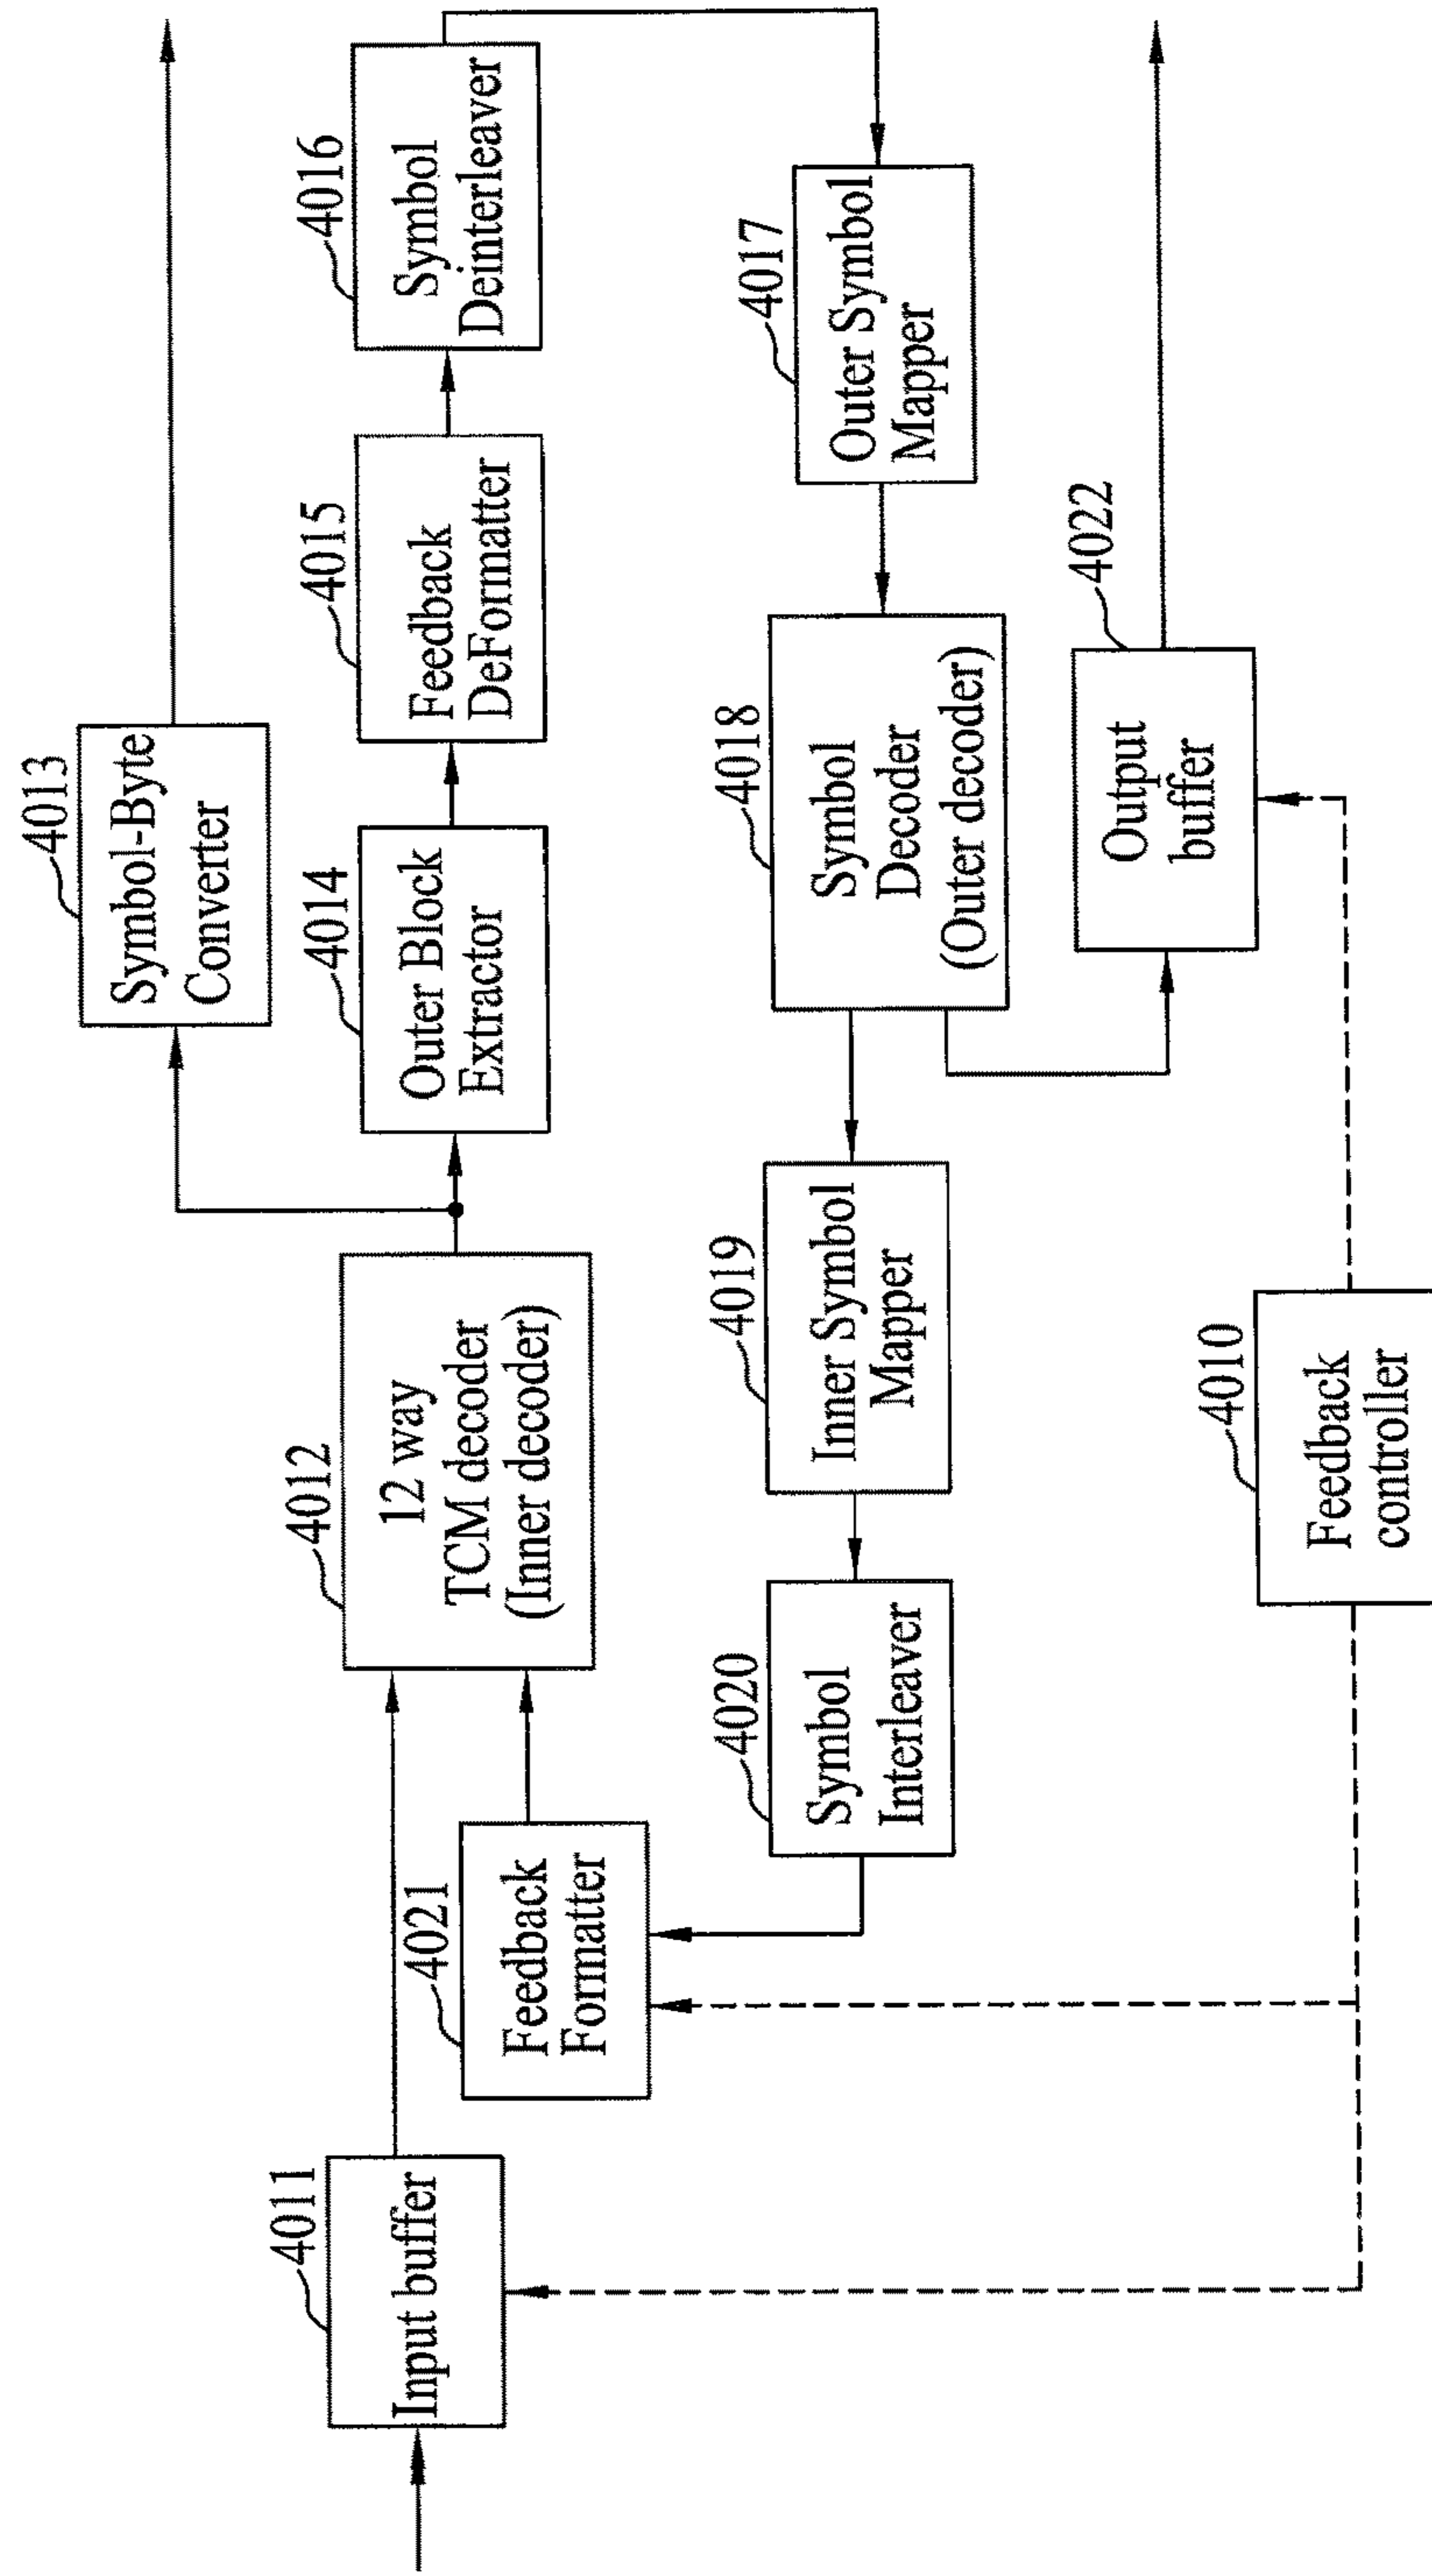 4013
Symbol-Byte
Converter
4011
Input buffer
4012
12 way
TCM decoder
(Inner decoder)
4014
Outer Block
Extractor
4015
Feedback
DeFormatter
4016
Symbol
Deinterleaver
4021
Feedback
Formatter
4020
Symbol
Interleaver
4019
Inner Symbol
Mapper
4018
Symbol
Decoder
(Outer decoder)
4017
Outer Symbol
Mapper
4022
Output
buffer
4010
Feedback
controller